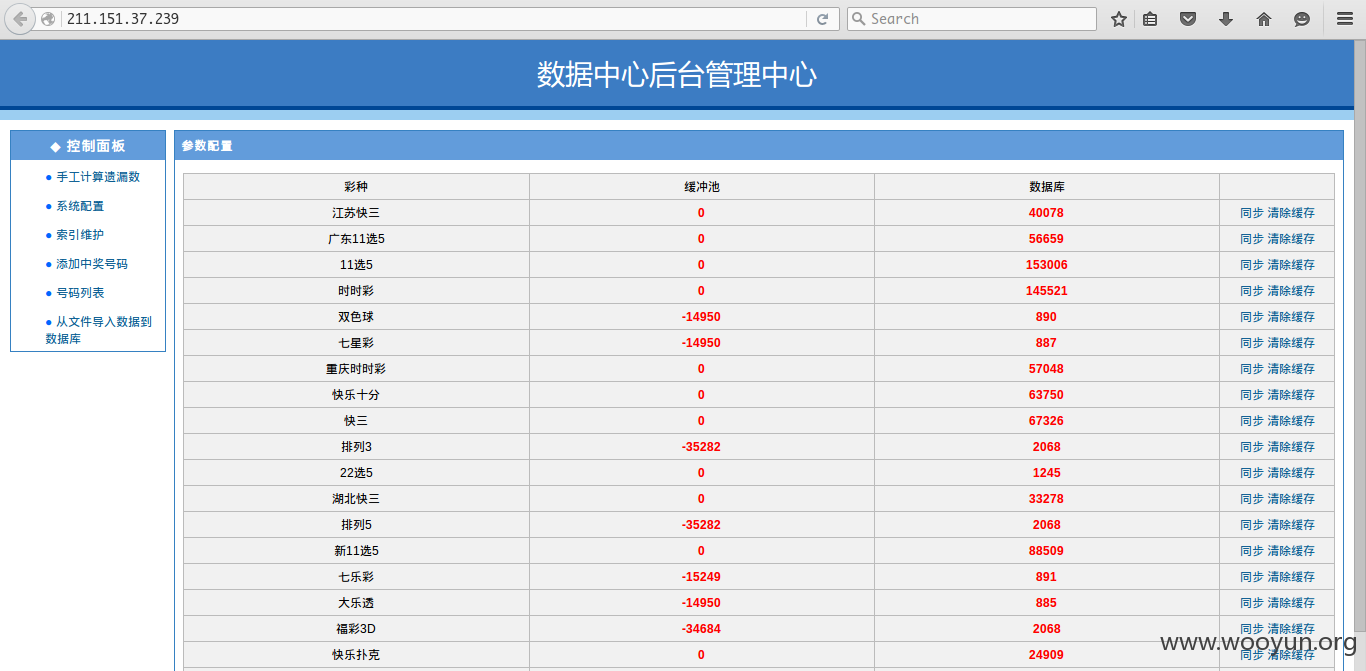 211.151.37.239
Search
数据中心后台管理中心
◆ 控制面板
● 手工计算遗漏数
● 系统配置
● 索引维护
● 添加中奖号码
● 号码列表
● 从文件导入数据到
数据库
参数配置
彩种 缓冲池 数据库
江苏快三 0 40078 同步 清除缓存
广东11选5 0 56659 同步 清除缓存
11选5 0 153006 同步 清除缓存
时时彩 0 145521 同步 清除缓存
双色球 -14950 890 同步 清除缓存
七星彩 -14950 887 同步 清除缓存
重庆时时彩 0 57048 同步 清除缓存
快乐十分 0 63750 同步 清除缓存
快三 0 67326 同步 清除缓存
排列3 -35282 2068 同步 清除缓存
22选5 0 1245 同步 清除缓存
湖北快三 0 33278 同步 清除缓存
排列5 -35282 2068 同步 清除缓存
新11选5 0 88509 同步 清除缓存
七乐彩 -15249 891 同步 清除缓存
大乐透 -14950 885 同步 清除缓存
福彩3D -34684 2068 同步 清除缓存
快乐扑克 0 24909 同步 清除缓存
www.wooyun.org